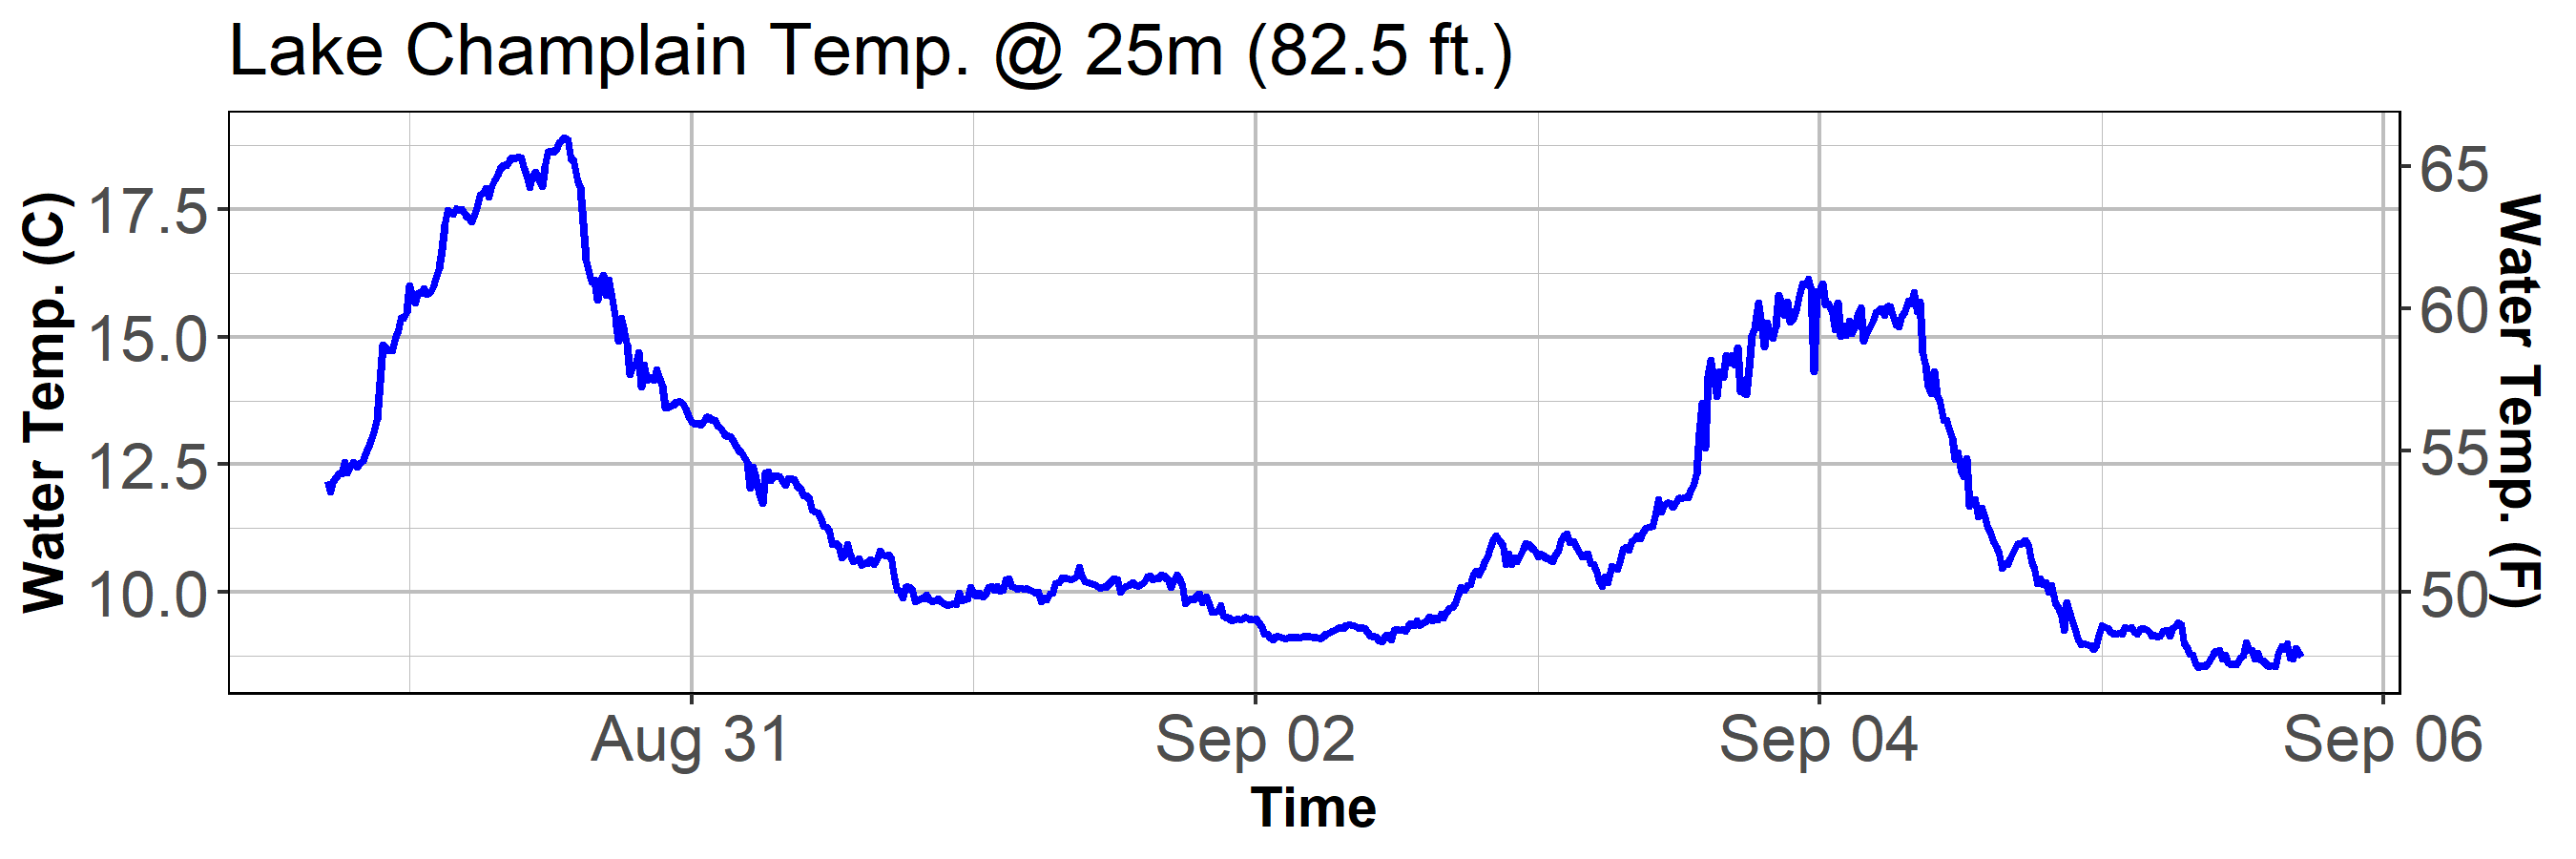 Lake Champlain Temp. @ 25m (82.5 ft.)
Water Temp. (C)
17.5
15.0
12.5
10.0
65
60
55
50
Water Temp. (F)
Aug 31 Sep 02 Sep 04 Sep 06
Time